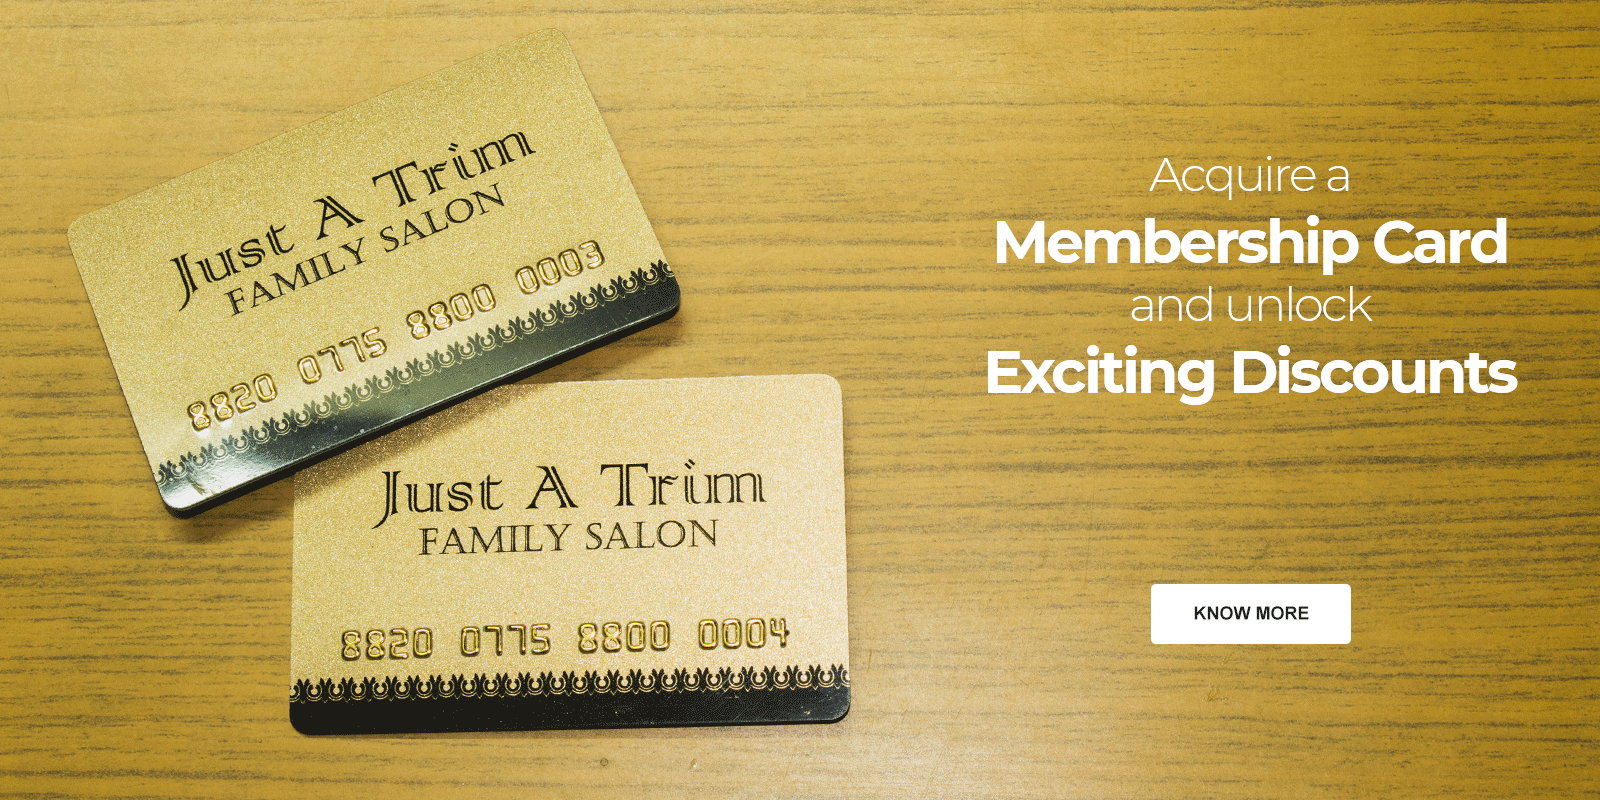 Just A Trim
FAMILY SALON
8820 0775 8800 0003
Just A Trim
FAMILY SALON
8820 0775 8800 0004
Acquire a
Membership Card
and unlock
Exciting Discounts
KNOW MORE